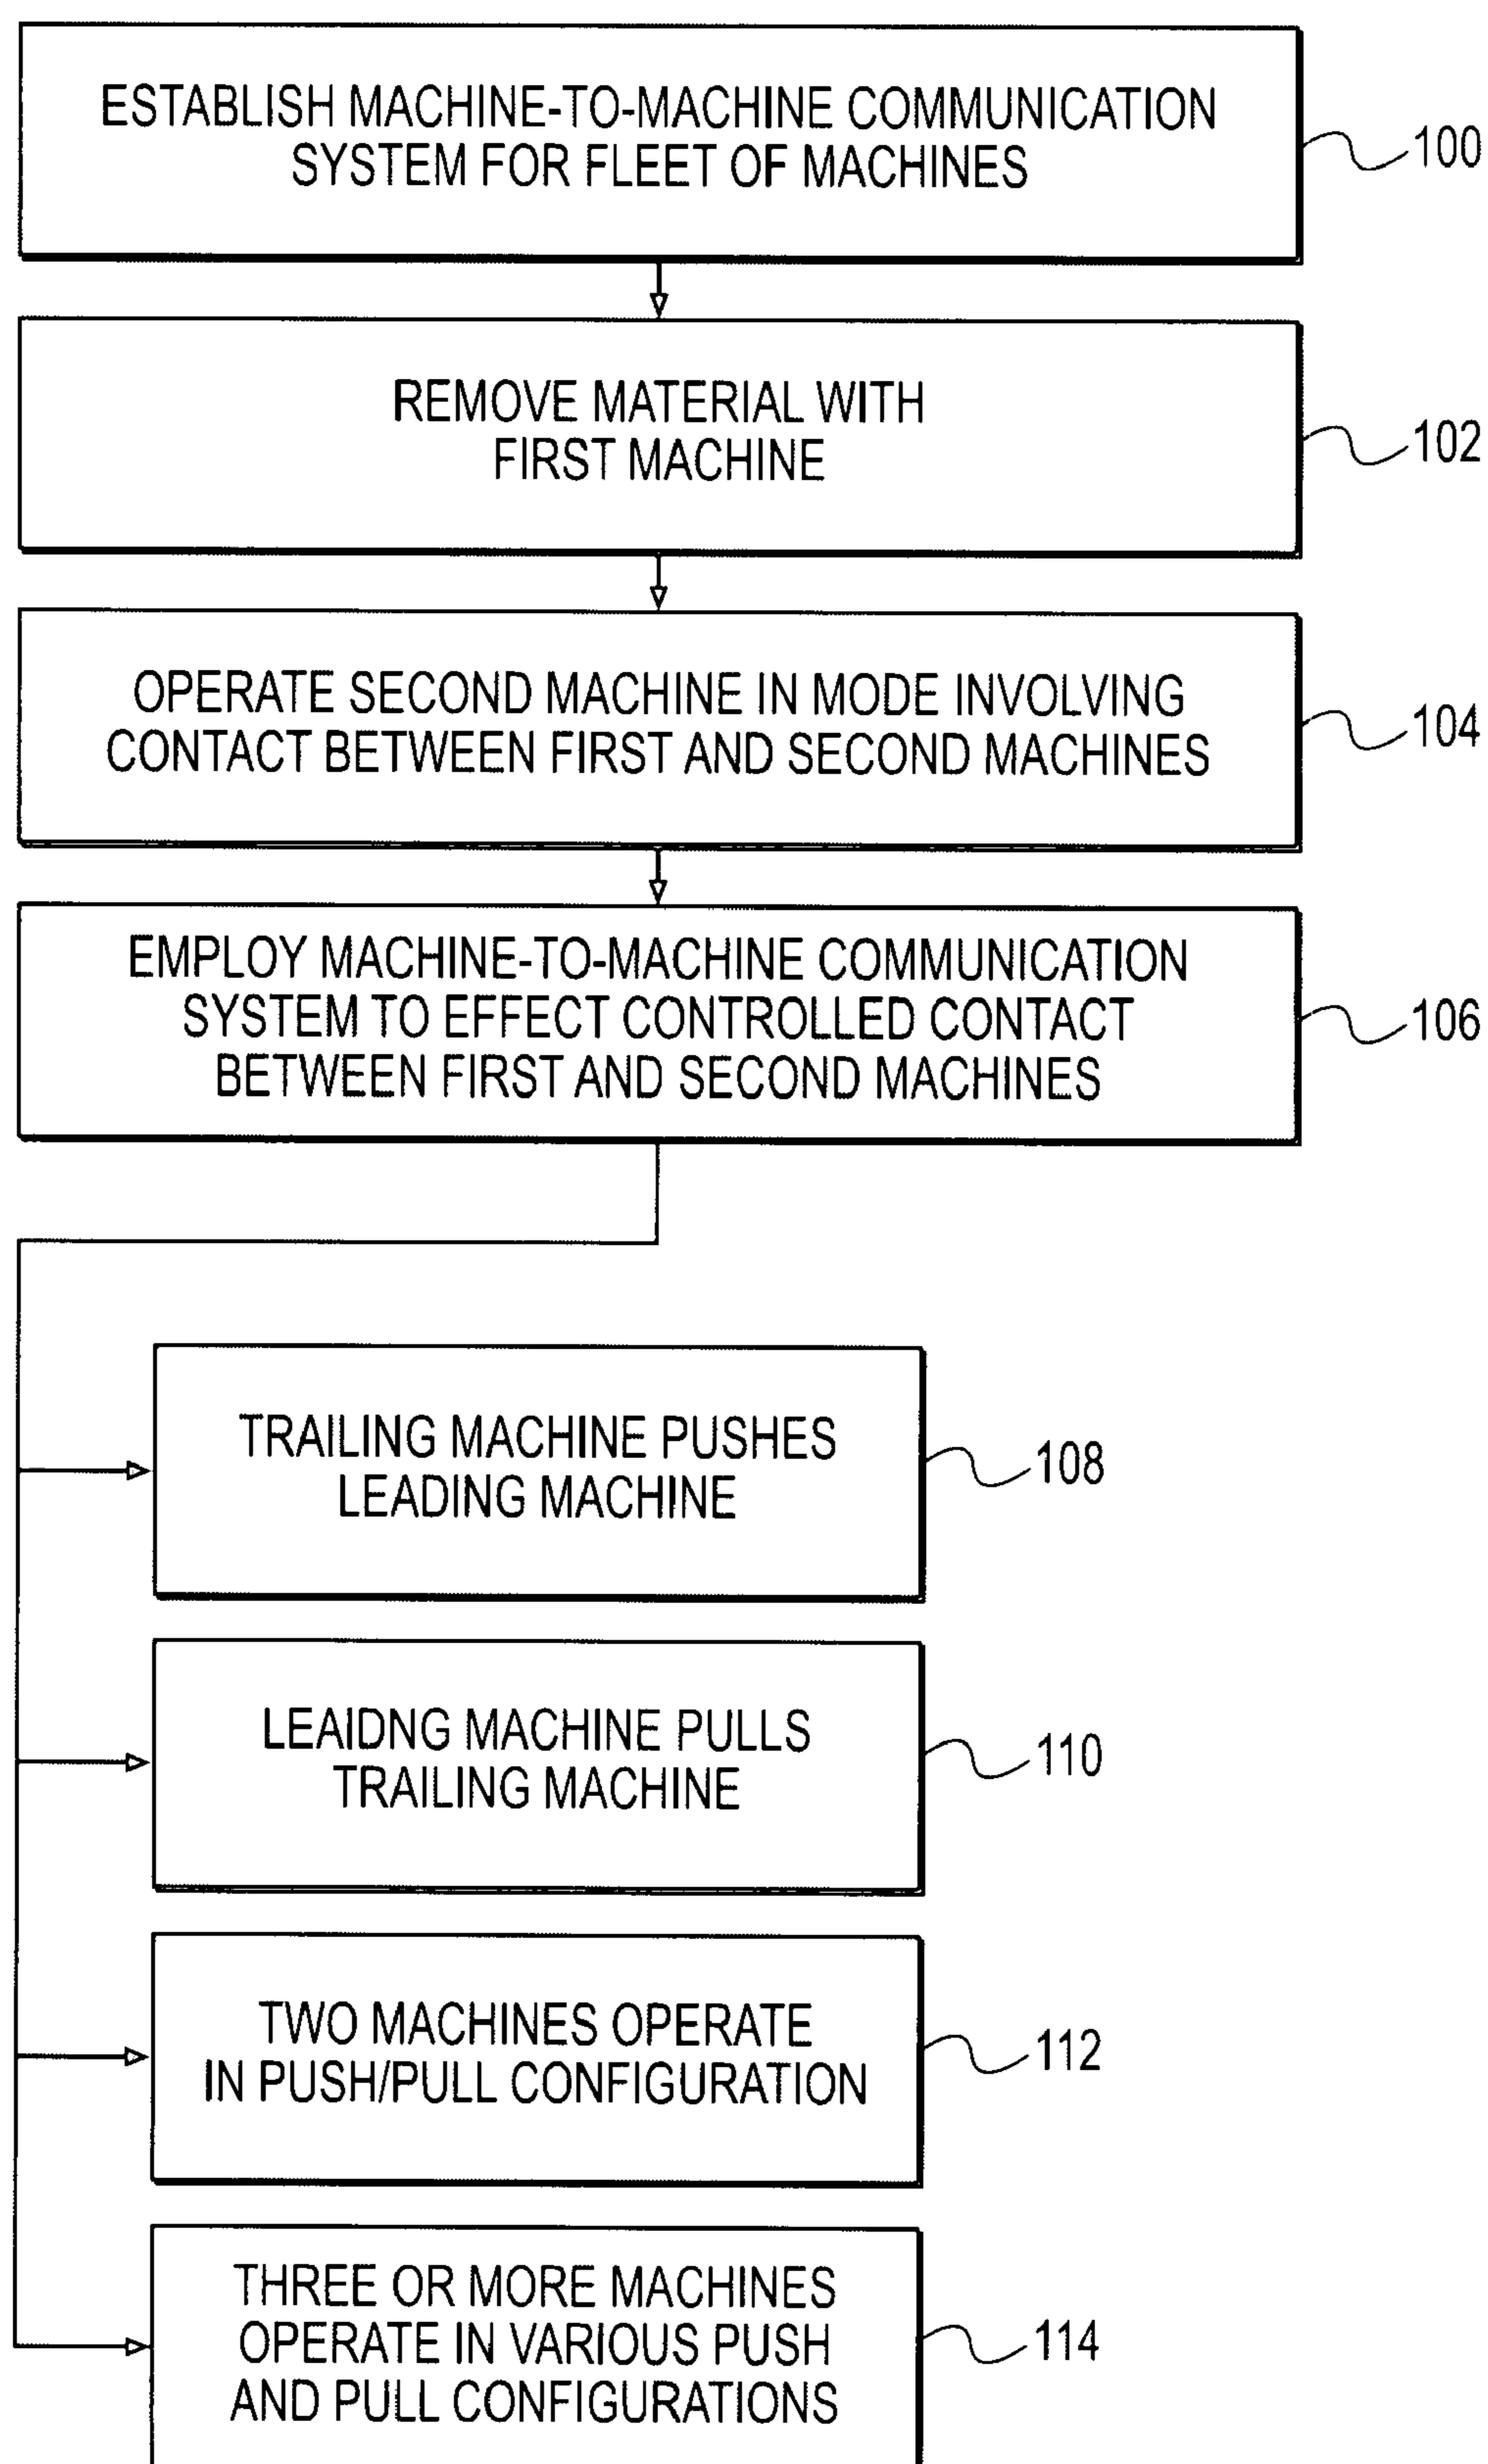 ESTABLISH MACHINE-TO-MACHINE COMMUNICATION
SYSTEM FOR FLEET OF MACHINES
100
REMOVE MATERIAL WITH
FIRST MACHINE
102
OPERATE SECOND MACHINE IN MODE INVOLVING
CONTACT BETWEEN FIRST AND SECOND MACHINES
104
EMPLOY MACHINE-TO-MACHINE COMMUNICATION
SYSTEM TO EFFECT CONTROLLED CONTACT
BETWEEN FIRST AND SECOND MACHINES
106
TRAILING MACHINE PUSHES
LEADING MACHINE
108
LEAIDNG MACHINE PULLS
TRAILING MACHINE
110
TWO MACHINES OPERATE
IN PUSH/PULL CONFIGURATION
112
THREE OR MORE MACHINES
OPERATE IN VARIOUS PUSH
AND PULL CONFIGURATIONS
114